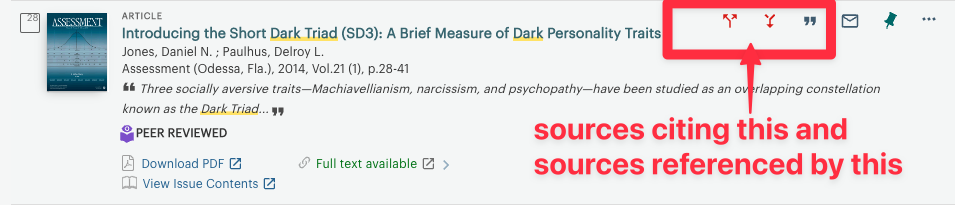 28
ASSESSMENT
ARTICLE
Introducing the Short Dark Triad (SD3): A Brief Measure of Dark Personality Traits
Jones, Daniel N. ; Paulhus, Delroy L.
Assessment (Odessa, Fla.), 2014, Vol.21 (1), p.28-41
❝ Three socially aversive traits—Machiavellianism, narcissism, and psychopathy—have been studied as an overlapping constellation
known as the Dark Triad... ❞
PEER REVIEWED
Download PDF
Full text available
View Issue Contents
sources citing this and
sources referenced by this